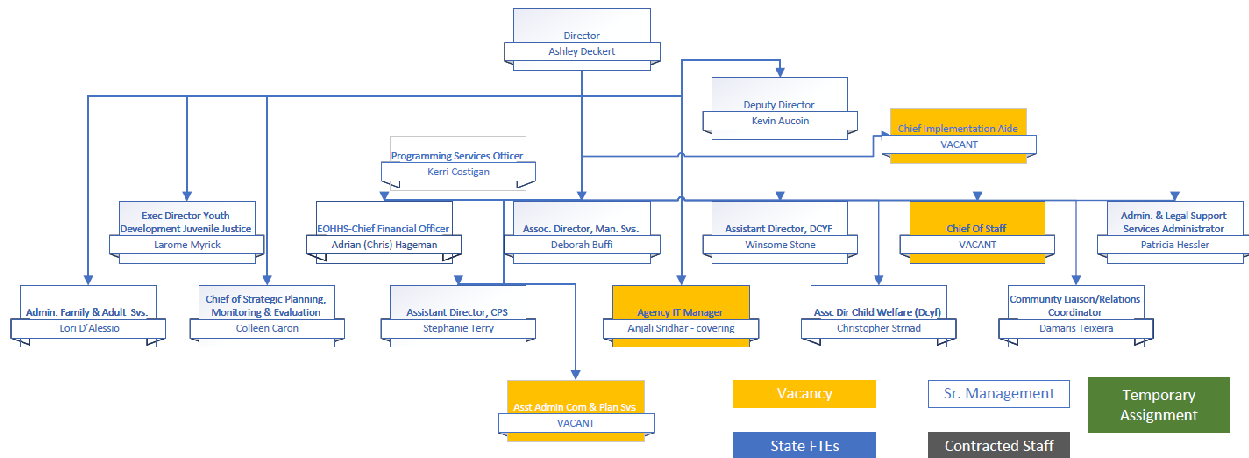 Director
Ashley Deckert
Deputy Director
Kevin Aucoin
Chief Implementation Aide
VACANT
Programming Services Officer
Kerri Costigan
Exec Director Youth
Development Juvenile Justice
Larome Myrick
EOHHS-Chief Financial Officer
Adrian (Chris) Hageman
Assoc. Director, Man. Svs.
Deborah Buffi
Assistant Director, DCYF
Winsome Stone
Chief Of Staff
VACANT
Admin. & Legal Support
Services Administrator
Patricia Hessler
Admin. Family & Adult. Svs.
Lori D'Alessio
Chief of Strategic Planning,
Monitoring & Evaluation
Colleen Caron
Assistant Director, CPS
Stephanie Terry
Agency IT Manager
Anjali Sridhar - covering
Assc Dir Child Welfare (Dcyf)
Christopher Strnad
Community Liaison/Relations
Coordinator
Damaris Teixeira
Asst Admin Com & Plan Svs
VACANT
Vacancy
Sr. Management
Temporary
Assignment
State FTEs
Contracted Staff